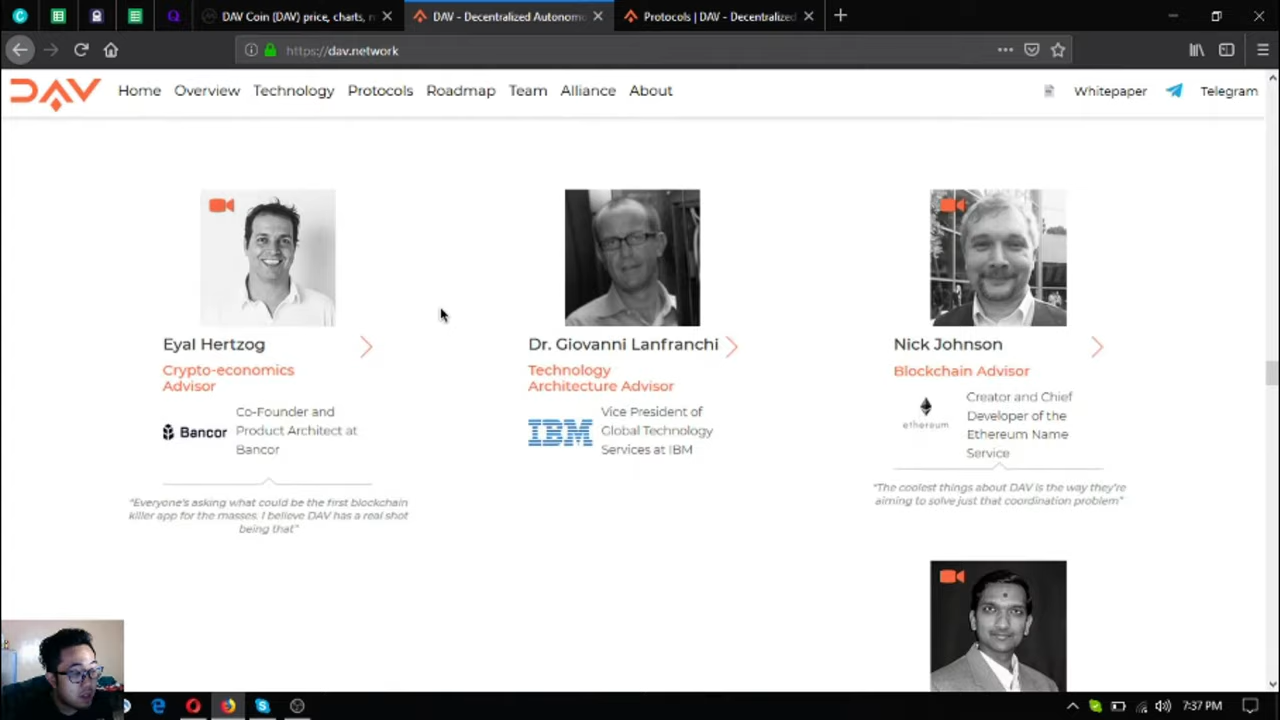 DAV Coin (DAV) price, charts, m
DAV - Decentralized Autonomo
Protocols | DAV - Decentralized
https://dav.network
DAV
Home
Overview
Technology
Protocols
Roadmap
Team
Alliance
About
Whitepaper
Telegram
Eyal Hertzog
Crypto-economics
Advisor
Bancor
Co-Founder and
Product Architect at
Bancor
"Everyone's asking what could be the first blockchain
killer app for the masses. I believe DAV has a real shot
being that"
Dr. Giovanni Lanfranchi
Technology
Architecture Advisor
IBM
Vice President of
Global Technology
Services at IBM
Nick Johnson
Blockchain Advisor
ethereum
Creator and Chief
Developer of the
Ethereum Name
Service
"The coolest things about DAV is the way they're
aiming to solve just that coordination problem"
7:37 PM